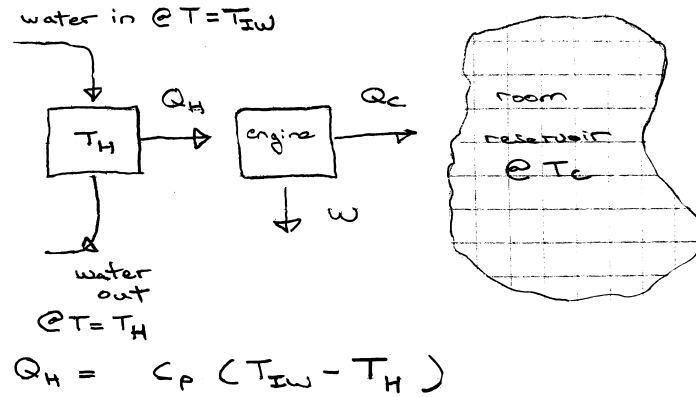 water in @ T = T_IW
T_H
Q_H
engine
Q_C
W
room
reservoir
@ T_C
water
out
@ T = T_H
Q_H = C_P (T_IW - T_H)